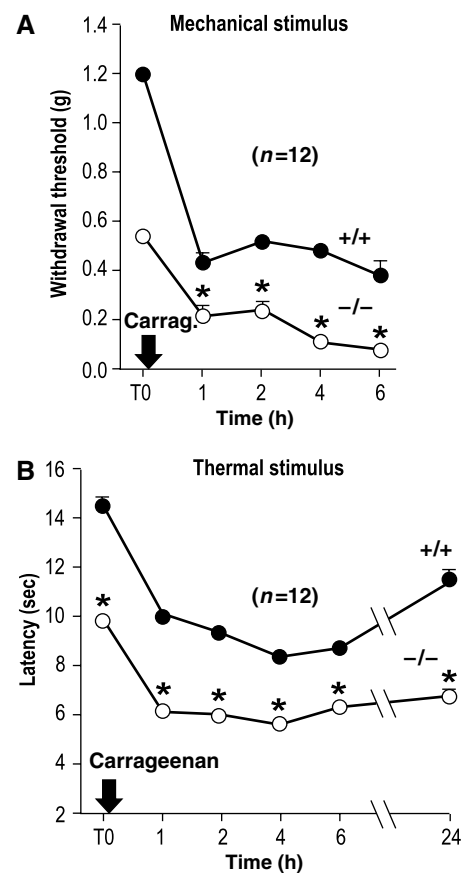 A
Mechanical stimulus
1.4
1.2
1.0
0.8
0.6
0.4
0.2
0.0
Withdrawal threshold (g)
(n=12)
+/+
* * * *
−/−
Carrag.
T0 1 2 4 6
Time (h)
B
Thermal stimulus
16
14
12
10
8
6
4
2
Latency (sec)
(n=12)
+/+
−/−
* * * * * *
Carrageenan
T0 1 2 4 6 24
Time (h)